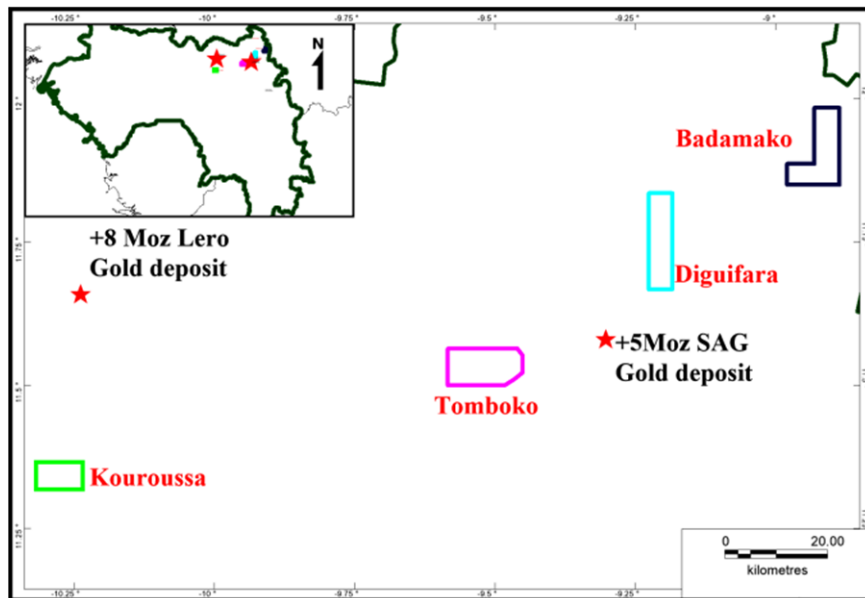 -10.25 ° -10 ° -9.75 ° -9.5 ° -9.25 ° -9 °
N
12 °
Badamako
+8 Moz Lero
Gold deposit
11.75 °
Diguifara
+5Moz SAG
Gold deposit
11.5 °
Tomboko
Kouroussa
11.25 °
0 20.00
kilometres
-10.25 ° -10 ° -9.5 ° -9.25 ° -9 °